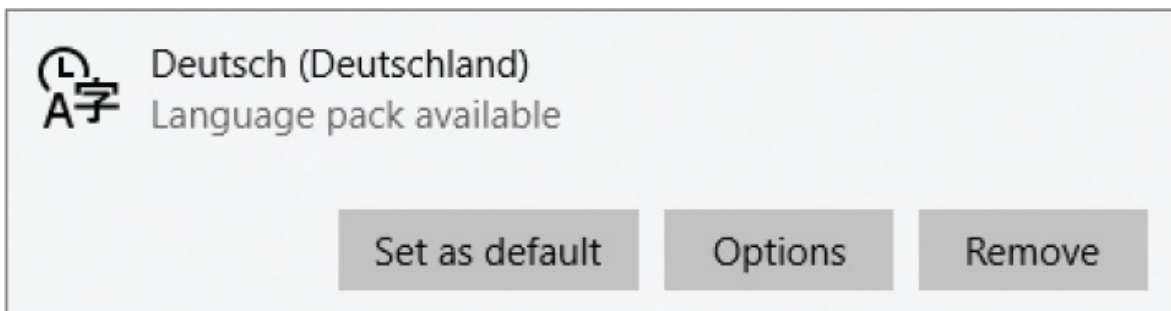 Deutsch (Deutschland)
Language pack available
Set as default Options Remove